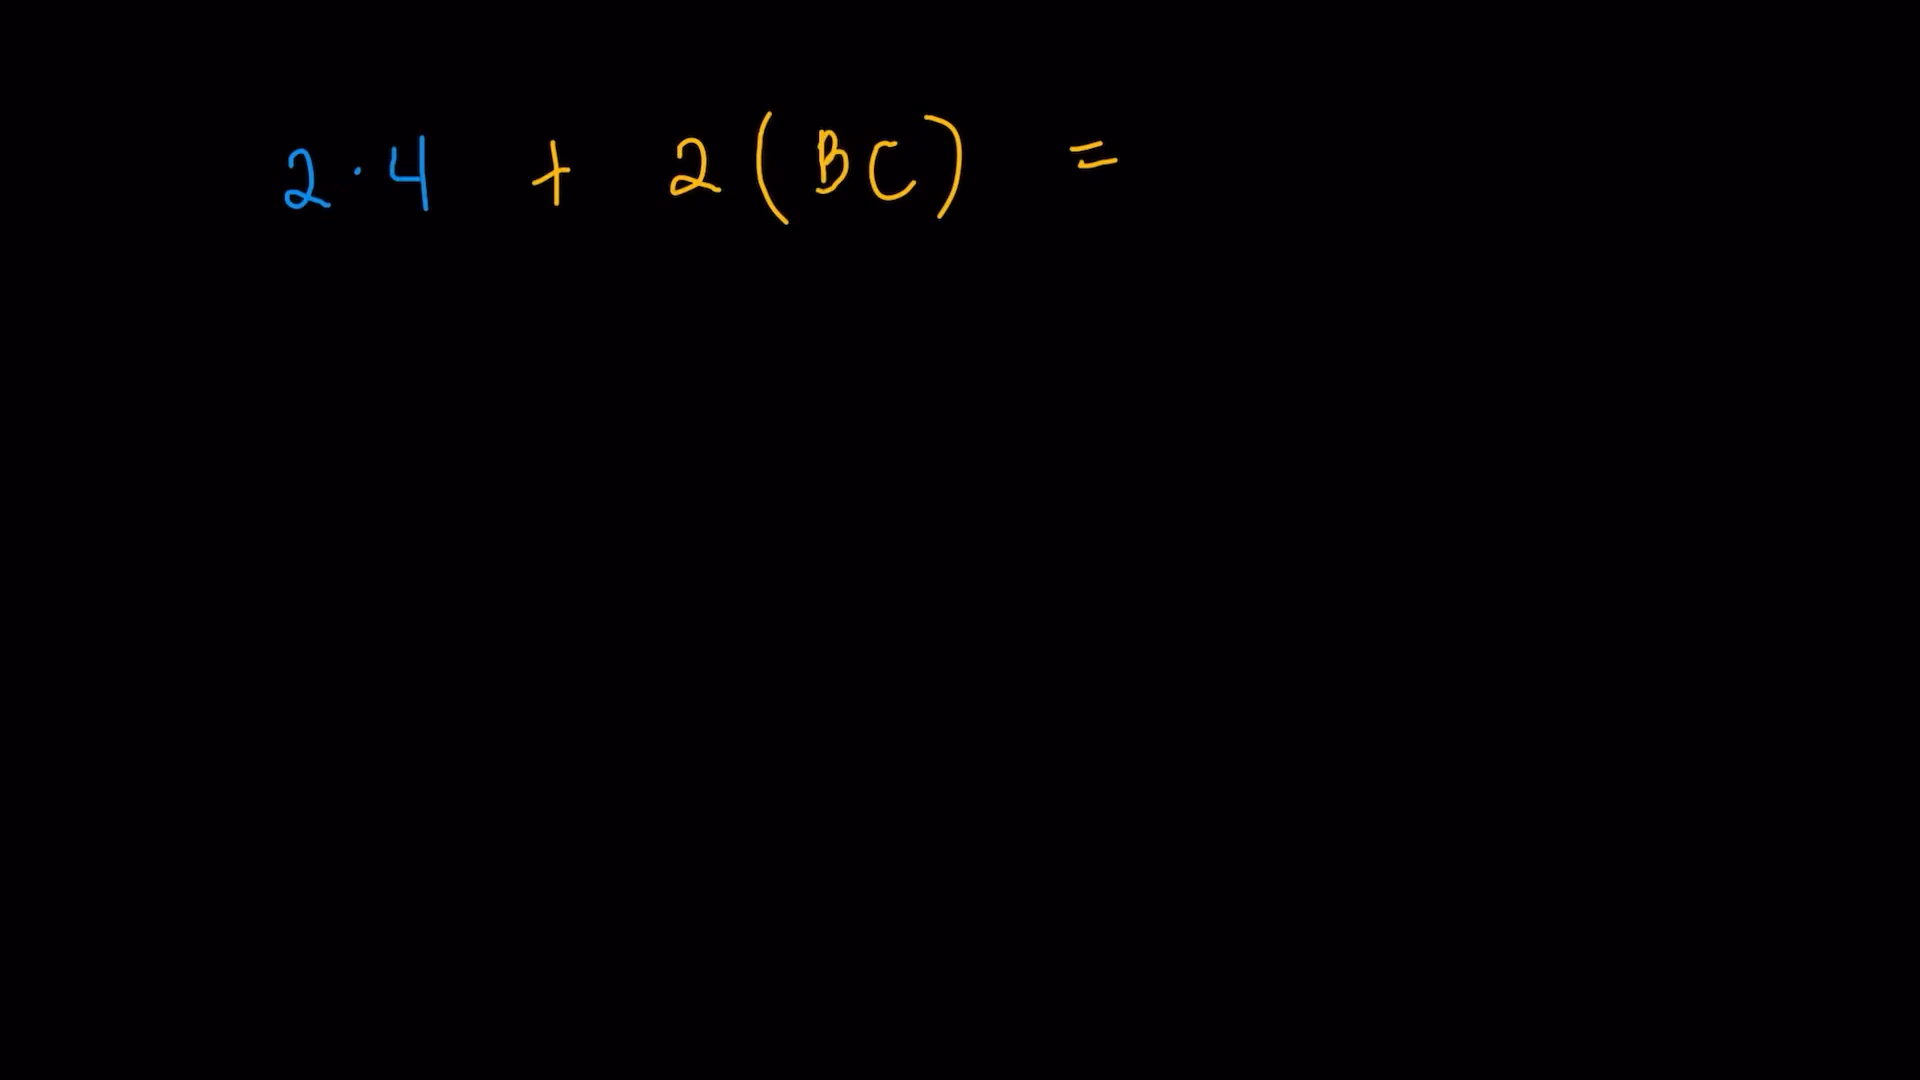 2·4 + 2(BC) =